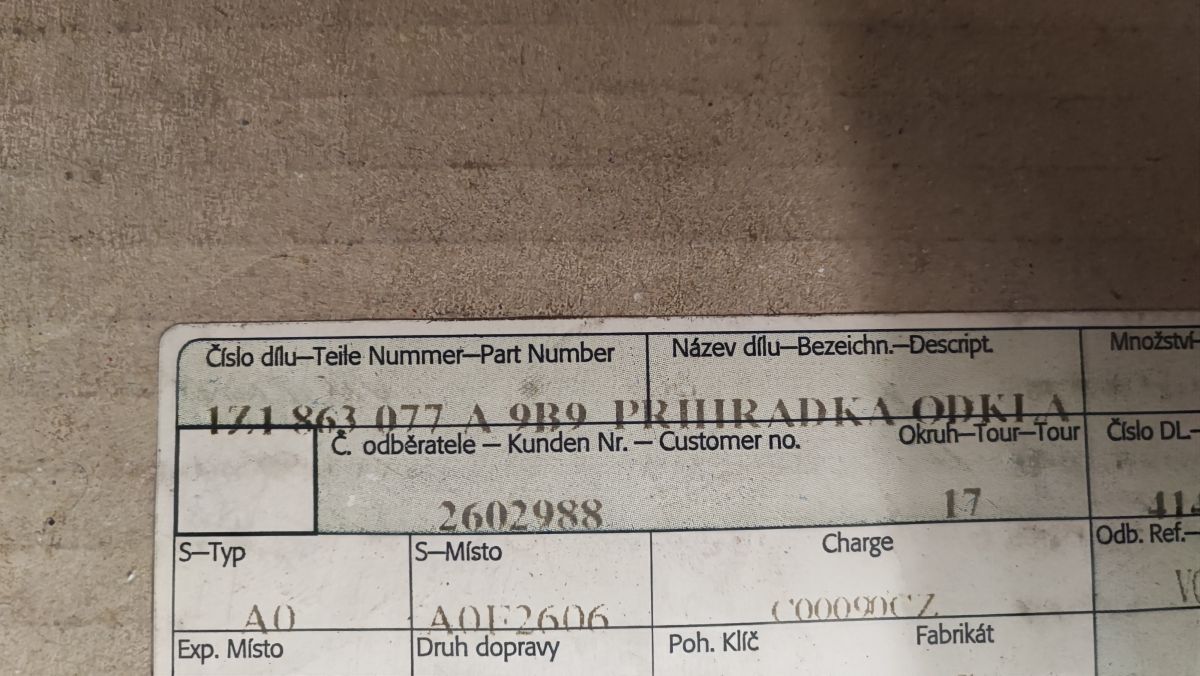 Číslo dílu–Teile Nummer–Part Number Název dílu–Bezeichn.–Descript. Množství–
1Z1 863 077 A 9B9 PRIHRADKA ODKLA
Č. odběratele – Kunden Nr. – Customer no. Okruh–Tour–Tour Číslo DL–
2602988 17
S–Typ S–Místo Charge Odb. Ref.–
A0 A0F2606 C00090CZ
Exp. Místo Druh dopravy Poh. Klíč Fabrikát